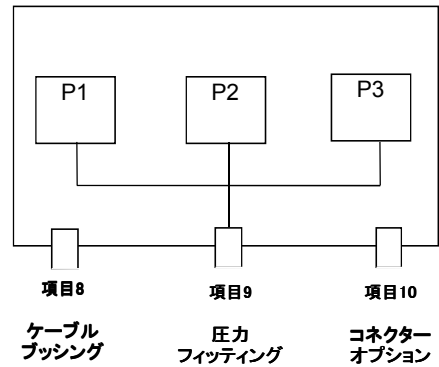 P1
P2
P3
項目8
項目9
項目10
ケーブル
ブッシング
圧力
フィッティング
コネクター
オプション